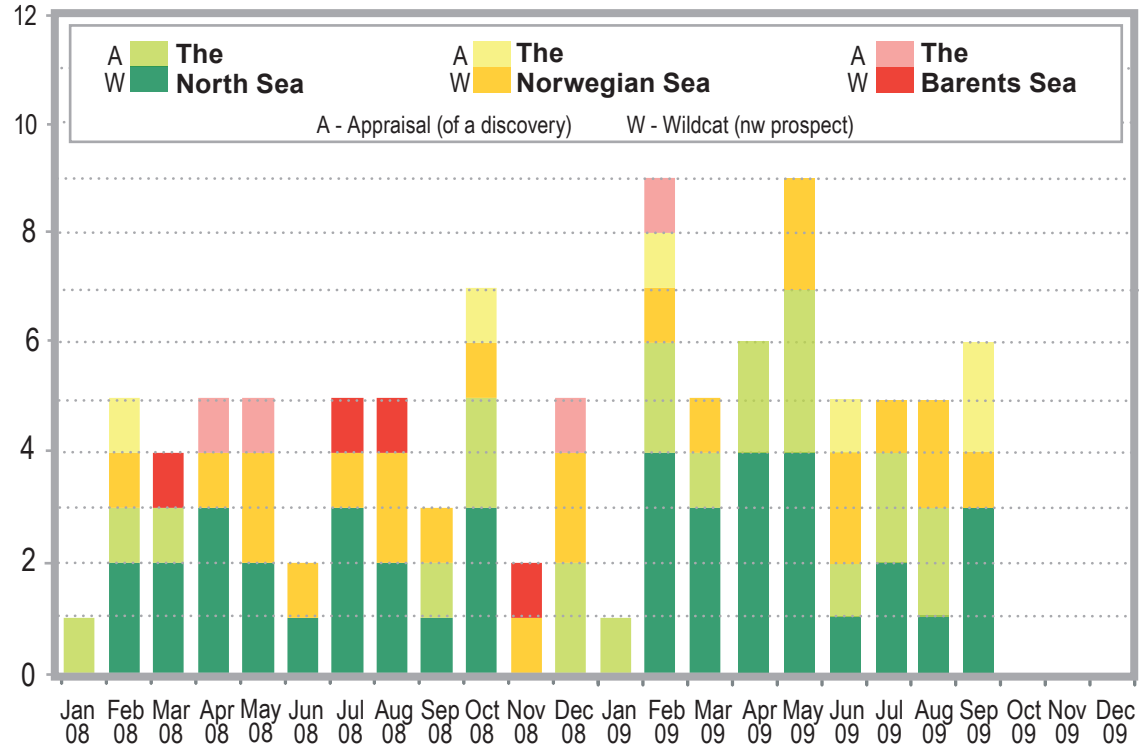 12
10
8
6
4
2
0
A The A The A The
W North Sea W Norwegian Sea W Barents Sea
A - Appraisal (of a discovery) W - Wildcat (nw prospect)
Jan Feb Mar Apr May Jun Jul Aug Sep Oct Nov Dec Jan Feb Mar Apr May Jun Jul Aug Sep Oct Nov Dec
08 08 08 08 08 08 08 08 08 08 08 08 09 09 09 09 09 09 09 09 09 09 09 09